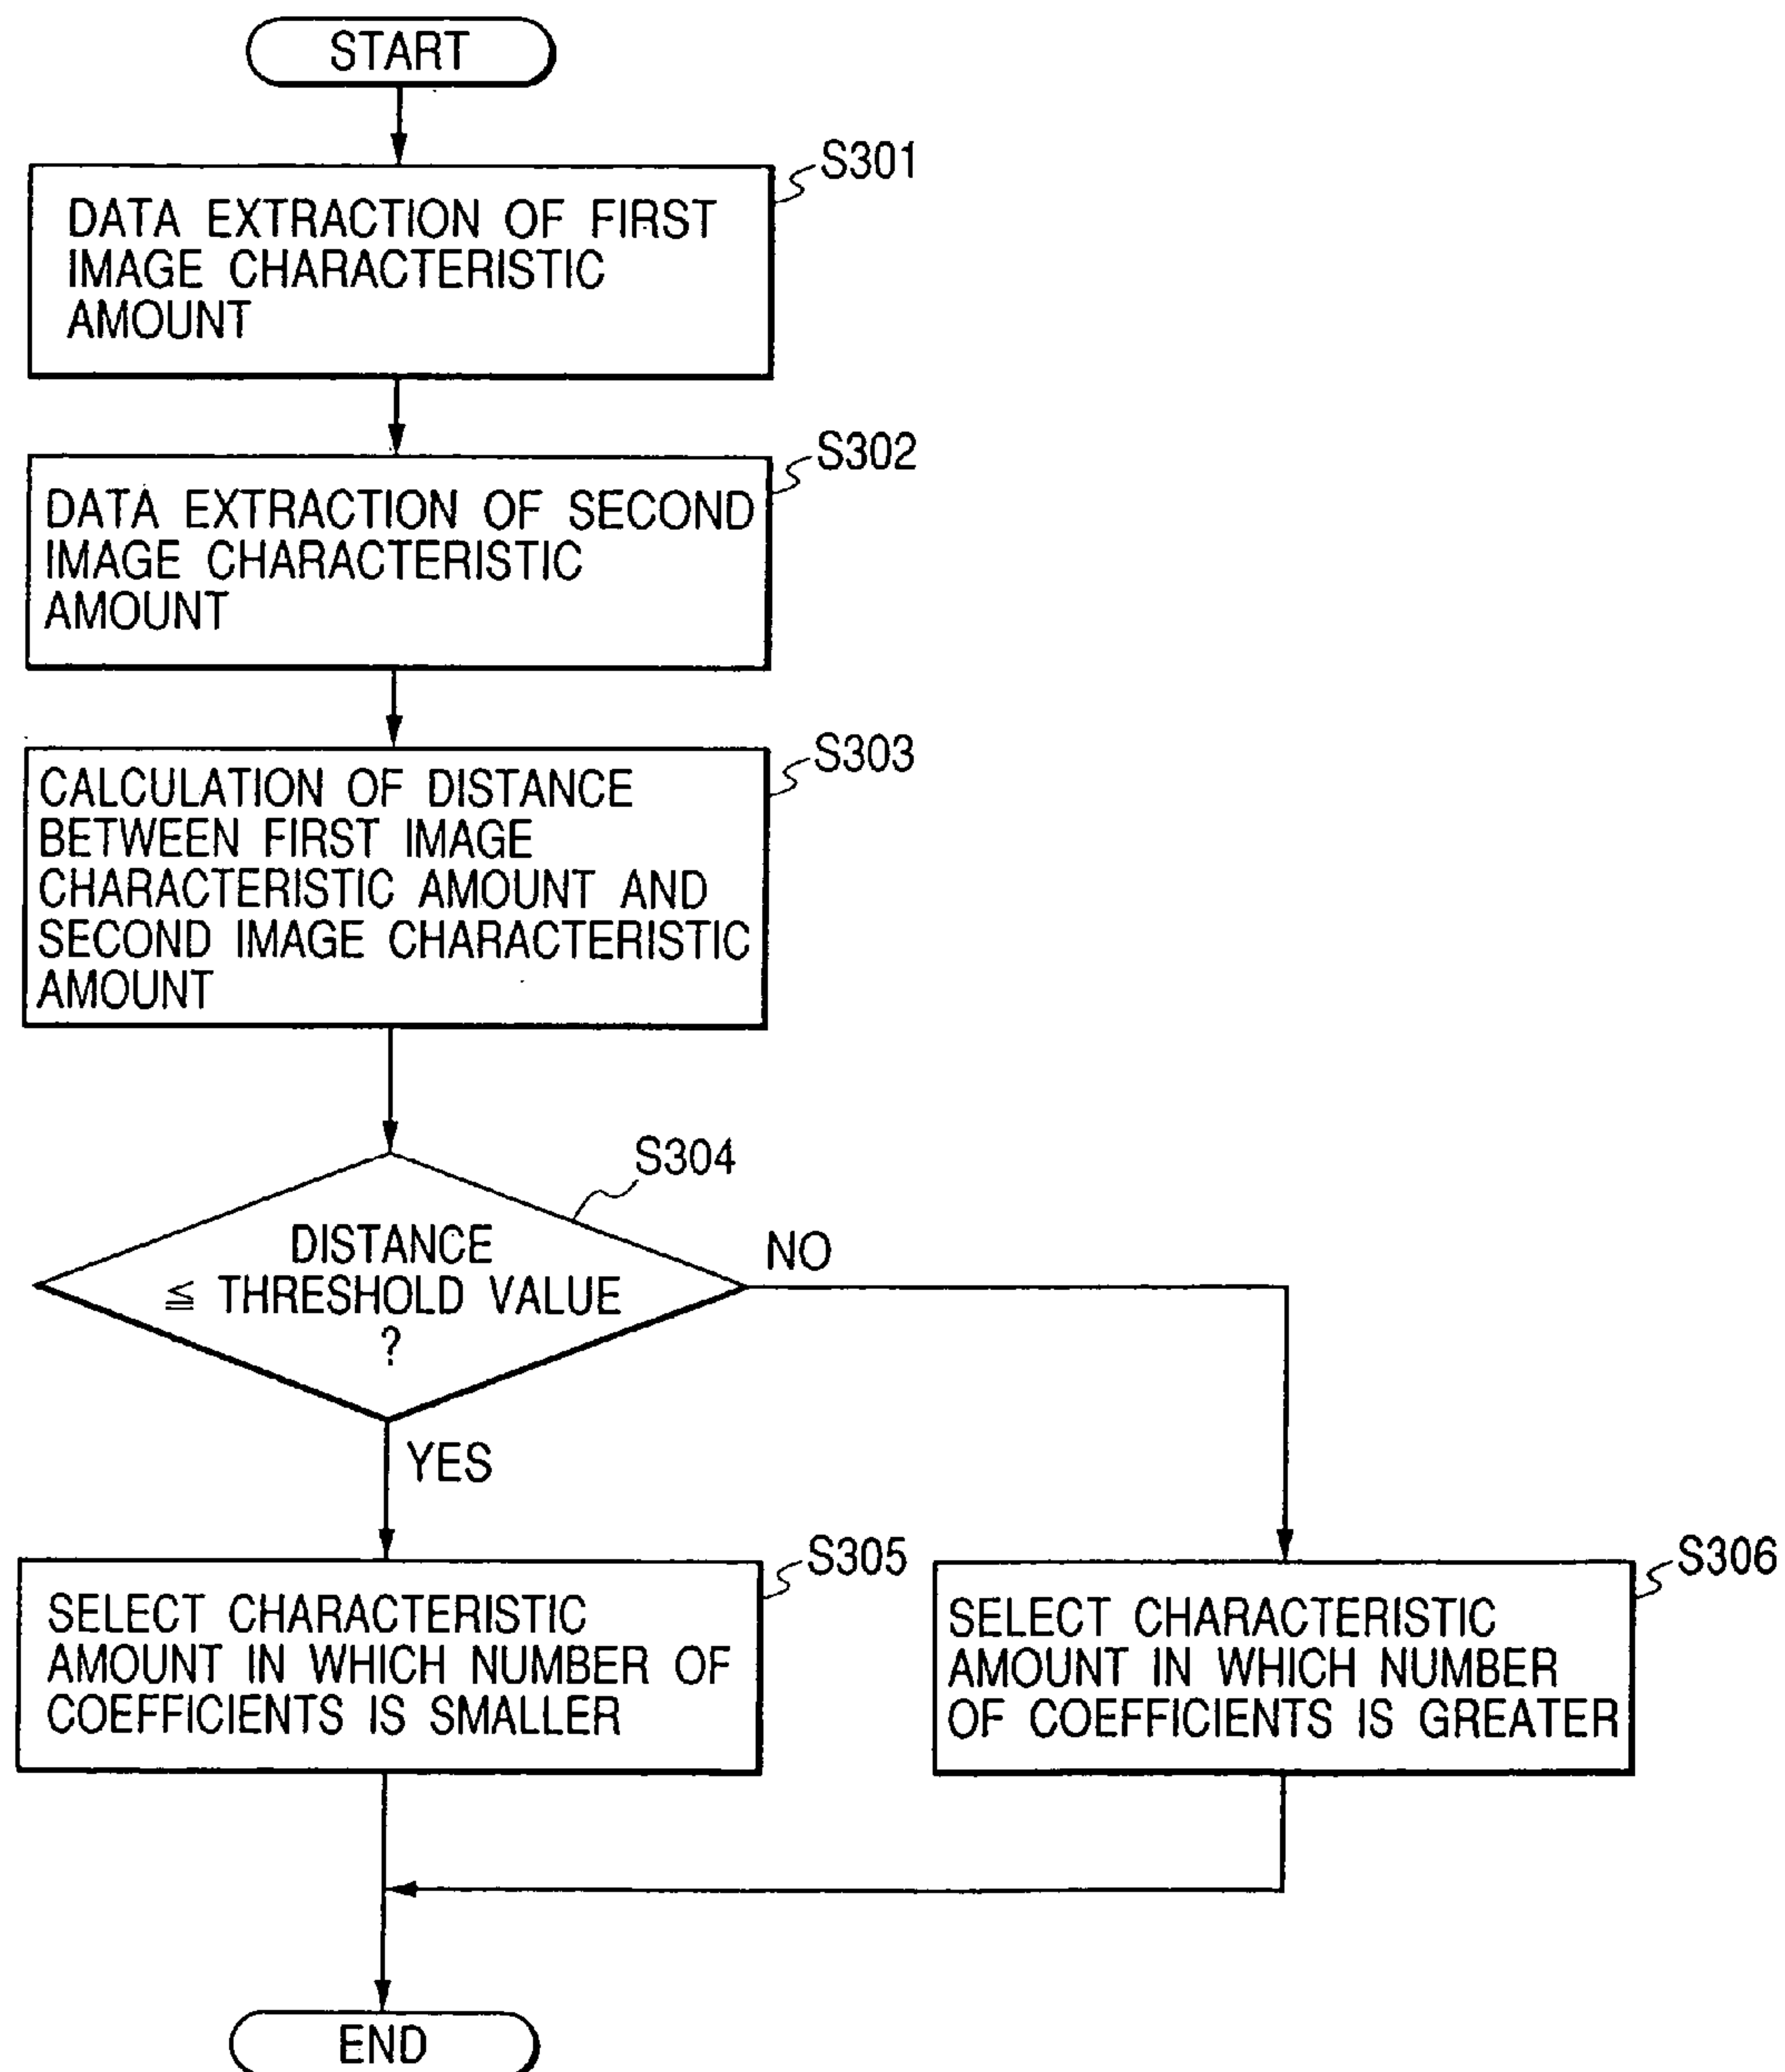 START
S301
DATA EXTRACTION OF FIRST
IMAGE CHARACTERISTIC
AMOUNT
S302
DATA EXTRACTION OF SECOND
IMAGE CHARACTERISTIC
AMOUNT
S303
CALCULATION OF DISTANCE
BETWEEN FIRST IMAGE
CHARACTERISTIC AMOUNT AND
SECOND IMAGE CHARACTERISTIC
AMOUNT
S304
DISTANCE
≦ THRESHOLD VALUE
?
NO
YES
S305
SELECT CHARACTERISTIC
AMOUNT IN WHICH NUMBER OF
COEFFICIENTS IS SMALLER
S306
SELECT CHARACTERISTIC
AMOUNT IN WHICH NUMBER
OF COEFFICIENTS IS GREATER
END